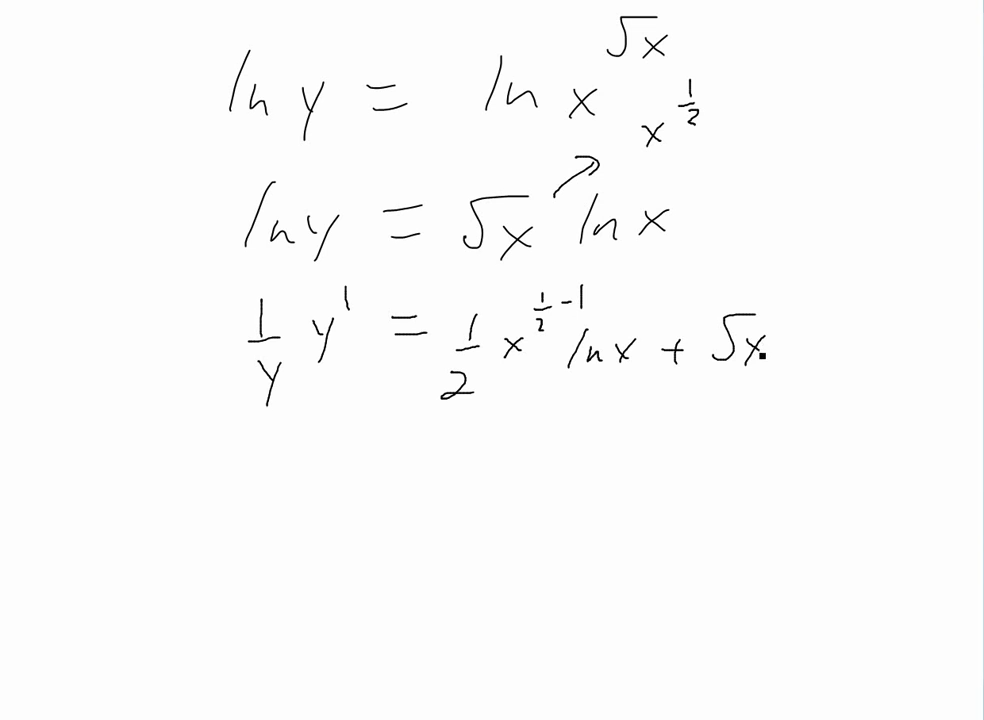 ln y = ln x^√x
x^(1/2)
ln y = √x ln x
1/y y' = 1/2 x^(1/2 - 1) ln x + √x